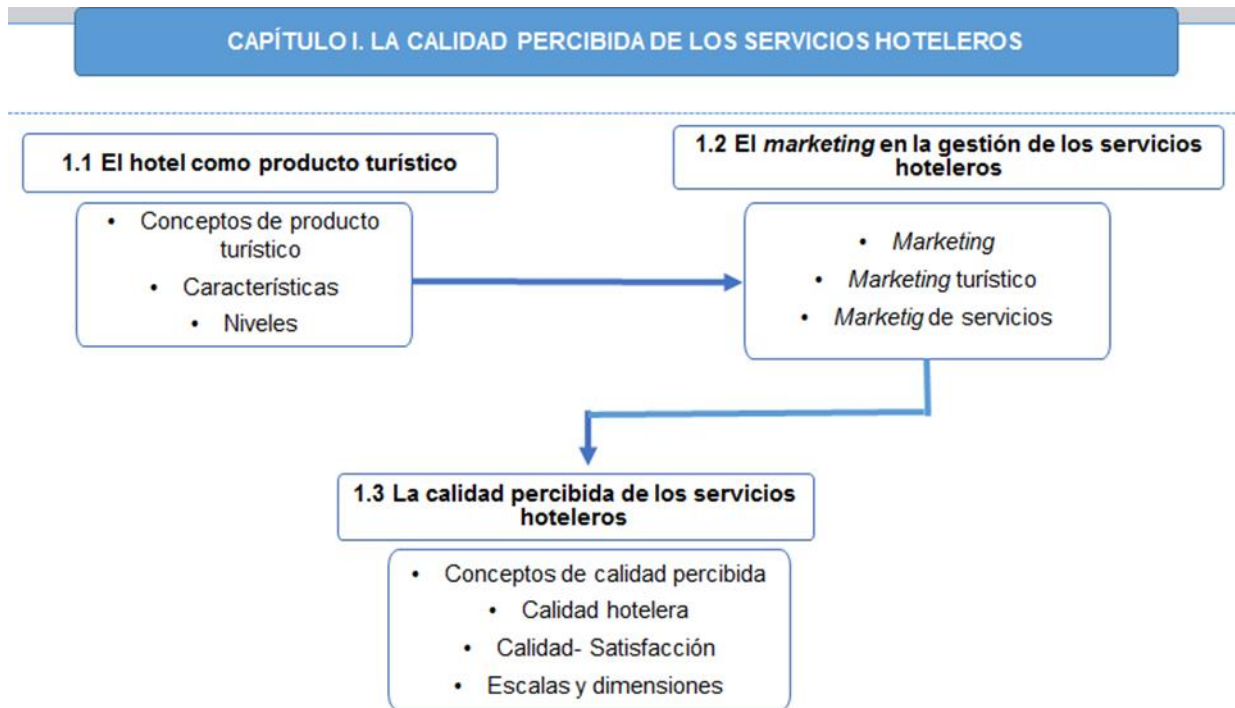 CAPÍTULO I. LA CALIDAD PERCIBIDA DE LOS SERVICIOS HOTELEROS
1.1 El hotel como producto turístico
• Conceptos de producto
turístico
• Características
• Niveles
1.2 El marketing en la gestión de los servicios
hoteleros
• Marketing
• Marketing turístico
• Marketig de servicios
1.3 La calidad percibida de los servicios
hoteleros
• Conceptos de calidad percibida
• Calidad hotelera
• Calidad- Satisfacción
• Escalas y dimensiones